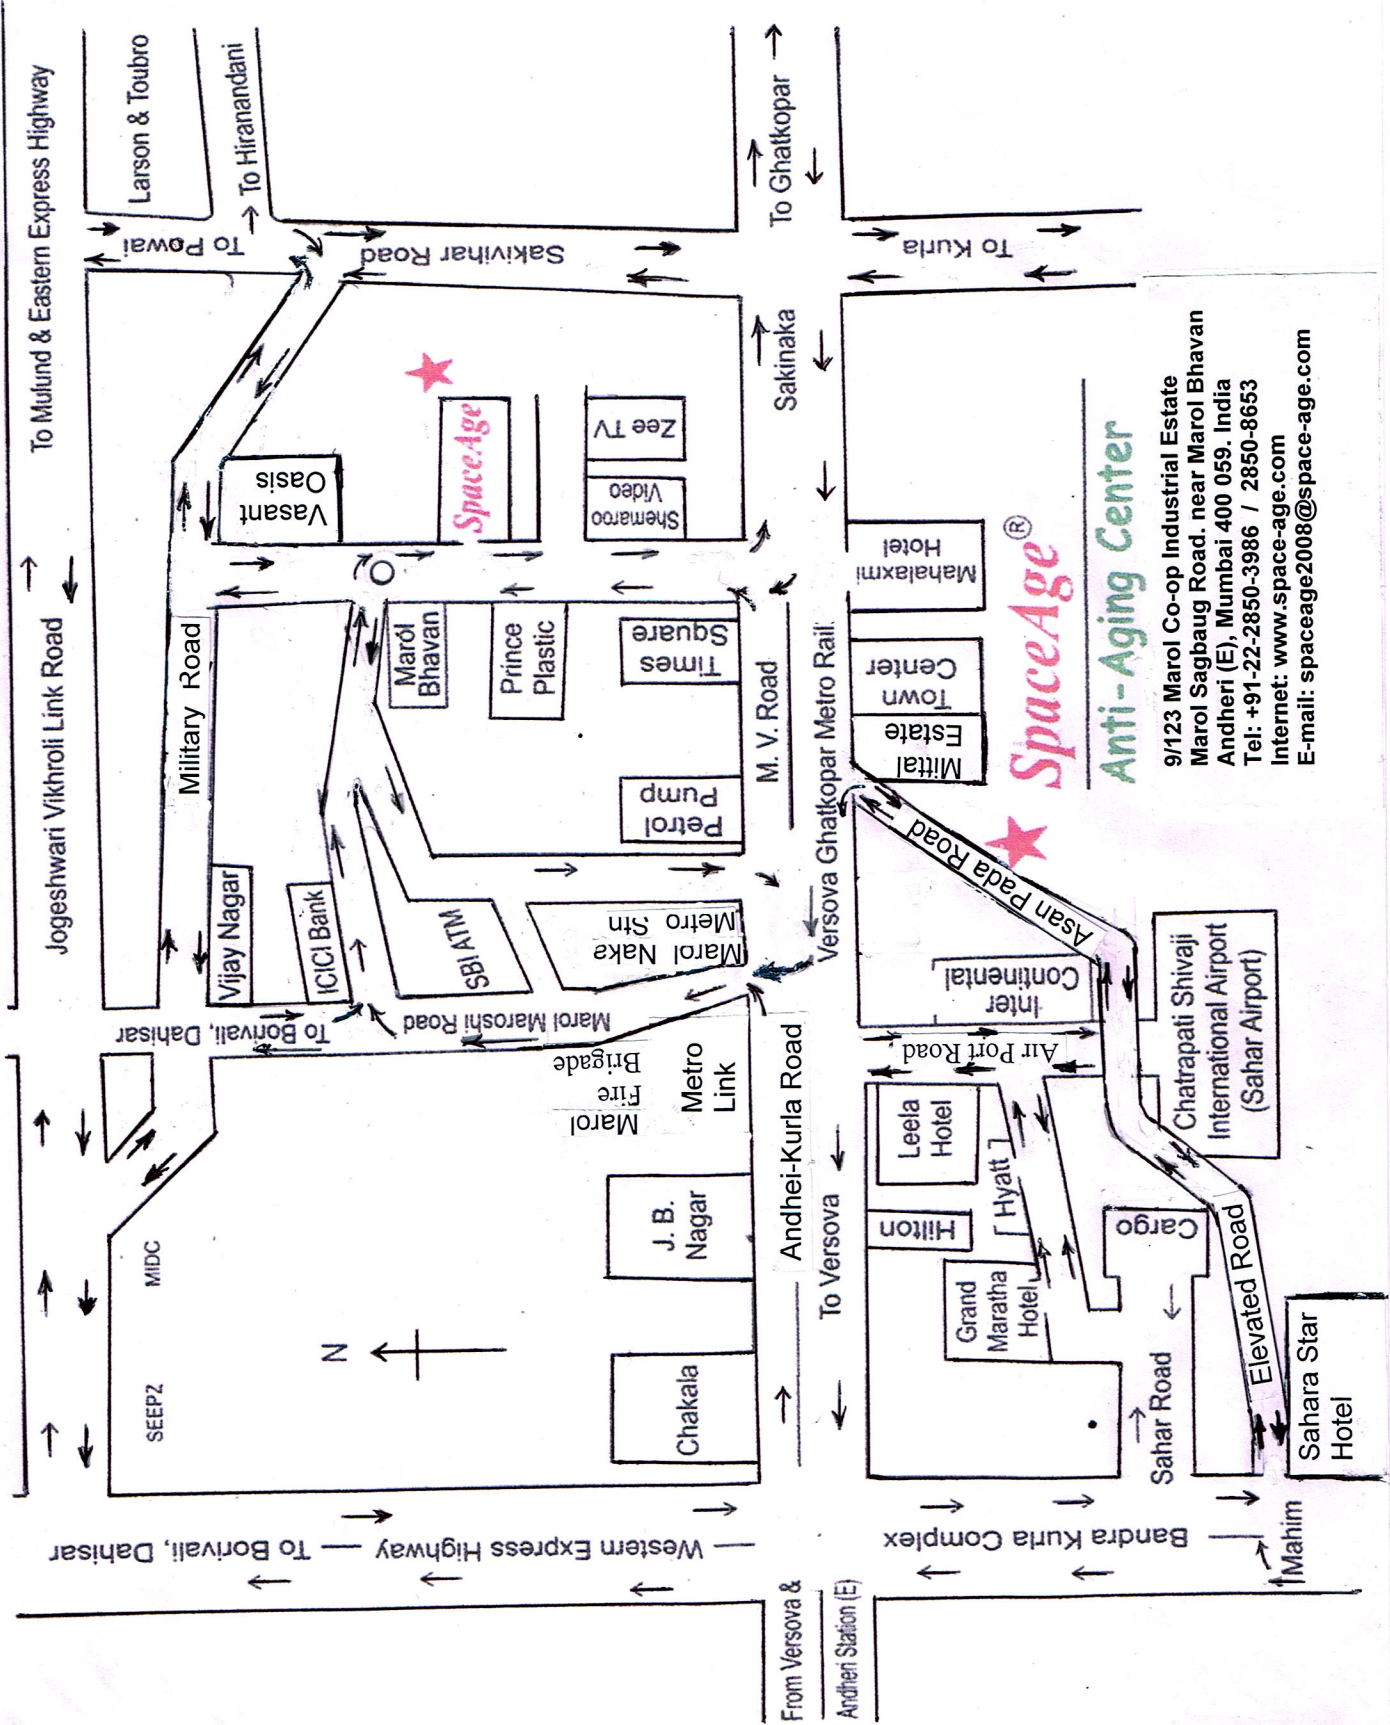 To Mulund & Eastern Express Highway
Jogeshwari Vikhroli Link Road
Larson & Toubro
To Hiranandani
To Powai
Sakivihar Road
Military Road
Vasant
Oasis
SpaceAge
Zee TV
Shemaroo
Video
Marol
Bhavan
Prince
Plastic
Times
Square
Petrol
Pump
Vijay Nagar
ICICI Bank
SBI ATM
Marol Naka
Metro Stn
Marol Maroshi Road
To Borivali, Dahisar
Marol
Fire
Brigade
Metro
Link
MIDC
SEEPZ
N
J. B.
Nagar
Chakala
To Borivali, Dahisar — Western Express Highway —
From Versova &
Andheri Station (E)
Andhei-Kurla Road
To Versova
M. V. Road
Versova Ghatkopar Metro Rail
Sakinaka
To Ghatkopar
To Kurla
Mahalaxmi
Hotel
Town
Center
Mittal
Estate
Asan Pada Road
Inter
Continental
Air Port Road
Leela
Hotel
Hilton
Hyatt
Grand
Maratha
Hotel
Cargo
Sahar Road
Elevated Road
Chatrapati Shivaji
International Airport
(Sahar Airport)
Sahara Star
Hotel
Bandra Kurla Complex
Mahim
SpaceAge®
Anti-Aging Center
9/123 Marol Co-op Industrial Estate
Marol Sagbaug Road. near Marol Bhavan
Andheri (E), Mumbai 400 059. India
Tel: +91-22-2850-3986 / 2850-8653
Internet: www.space-age.com
E-mail: spaceage2008@space-age.com